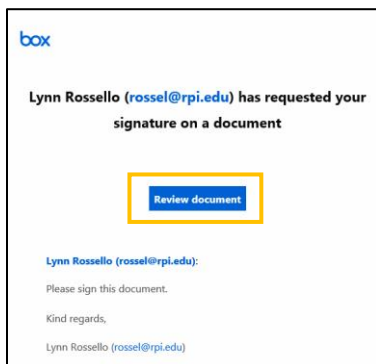 box
Lynn Rossello (rossel@rpi.edu) has requested your
signature on a document
Review document
Lynn Rossello (rossel@rpi.edu):
Please sign this document.
Kind regards,
Lynn Rossello (rossel@rpi.edu)